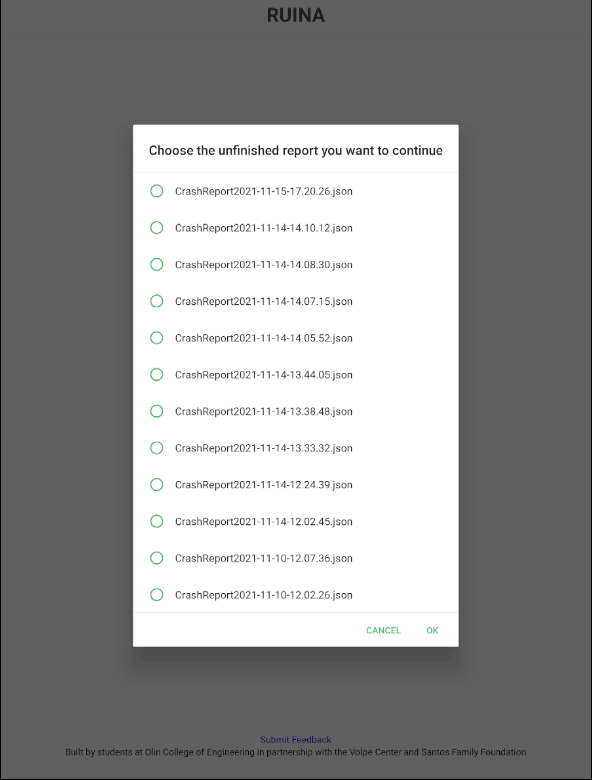 RUINA
Choose the unfinished report you want to continue
CrashReport2021-11-15-17.20.26.json
CrashReport2021-11-14-14.10.12.json
CrashReport2021-11-14-14.08.30.json
CrashReport2021-11-14-14.07.15.json
CrashReport2021-11-14-14.05.52.json
CrashReport2021-11-14-13.44.05.json
CrashReport2021-11-14-13.38.48.json
CrashReport2021-11-14-13.33.32.json
CrashReport2021-11-14-12.24.39.json
CrashReport2021-11-14-12.02.45.json
CrashReport2021-11-10-12.07.36.json
CrashReport2021-11-10-12.02.26.json
CANCEL OK
Submit Feedback
Built by students at Olin College of Engineering in partnership with the Volpe Center and Santos Family Foundation